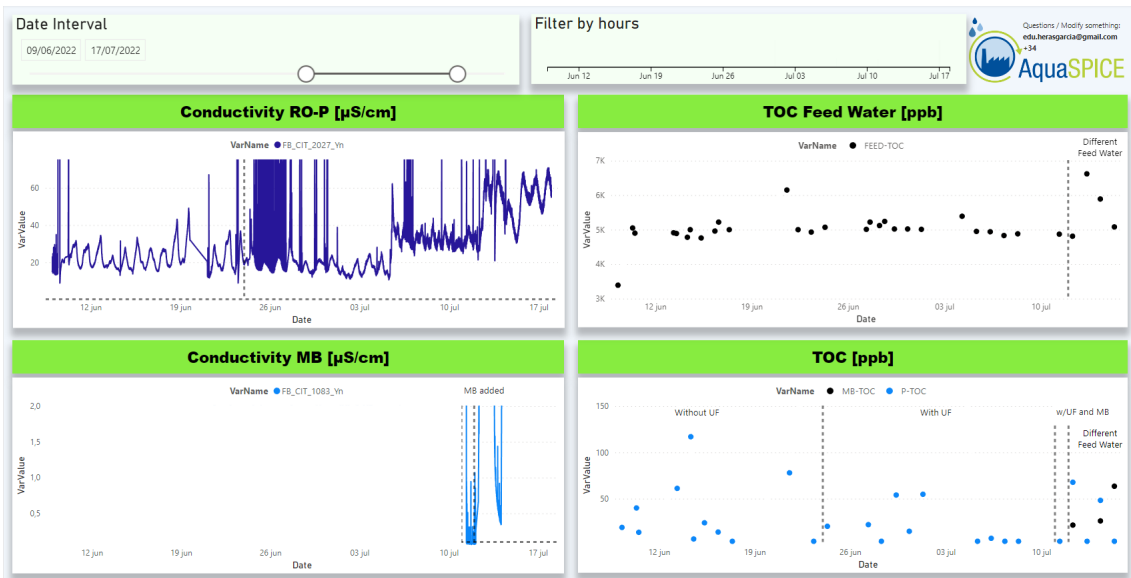 Date Interval
09/06/2022 17/07/2022
Filter by hours
Jun 12 Jun 19 Jun 26 Jul 03 Jul 10 Jul 17
Questions / Modify something:
edu.herasgarcia@gmail.com
+34
AquaSPICE
Conductivity RO-P [µS/cm]
VarName FB_CIT_2027_Yn
VarValue
60
40
20
12 jun 19 jun 26 jun 03 jul 10 jul 17 jul
Date
TOC Feed Water [ppb]
VarName FEED-TOC
Different
Feed Water
VarValue
7K
6K
5K
4K
3K
12 jun 19 jun 26 jun 03 jul 10 jul
Date
Conductivity MB [µS/cm]
VarName FB_CIT_1083_Yn
MB added
VarValue
2,0
1,5
1,0
0,5
12 jun 19 jun 26 jun 03 jul 10 jul 17 jul
Date
TOC [ppb]
VarName MB-TOC P-TOC
Without UF With UF w/UF and MB
Different
Feed Water
VarValue
150
100
50
12 jun 19 jun 26 jun 03 jul 10 jul
Date